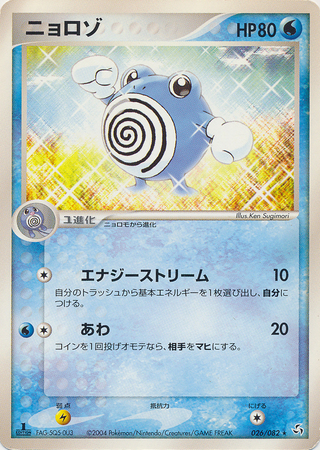 ニョロゾ HP80
Illus.Ken Sugimori
1進化
ニョロモから進化
エナジーストリーム 10
自分のトラッシュから基本エネルギーを1枚選び出し、自分に
つける。
あわ 20
コインを1回投げオモテなら、相手をマヒにする。
弱点 抵抗力 にげる
1 EDITION
FAG-SQ5-003
©2004 Pokémon/Nintendo/Creatures/GAME FREAK
026/082 ★